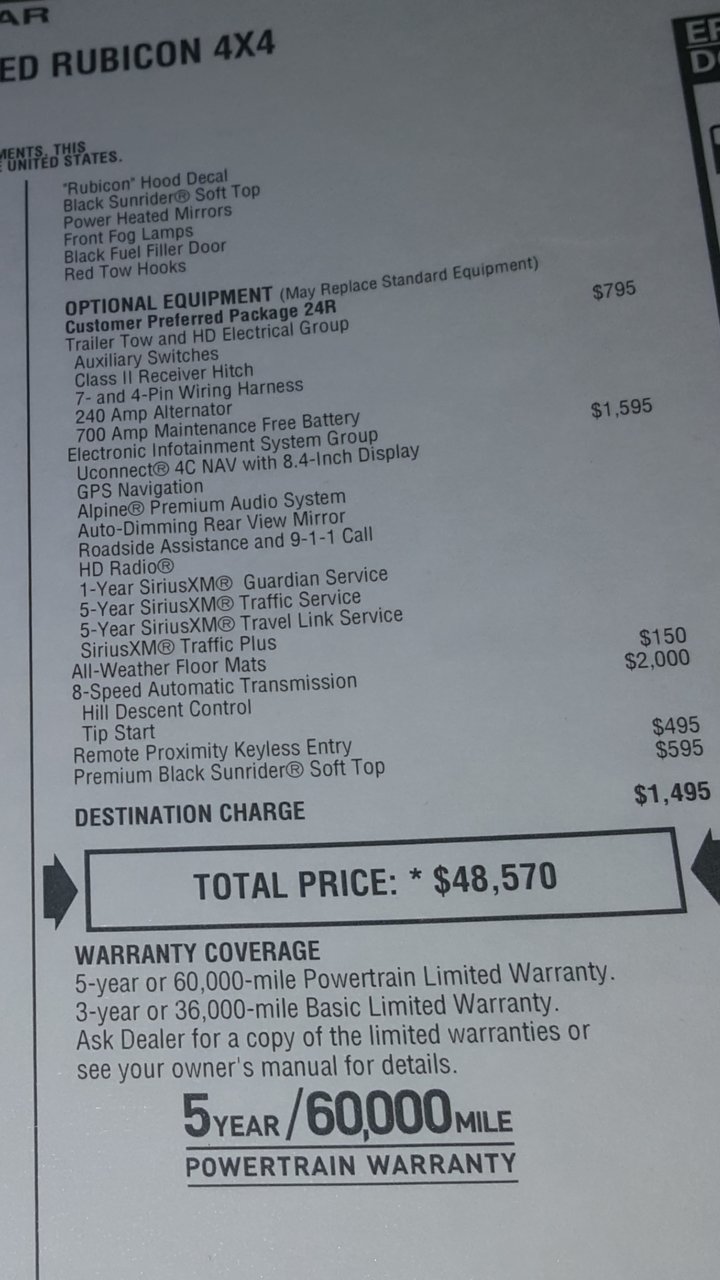 AR
ED RUBICON 4X4
MENTS, THIS
UNITED STATES.
"Rubicon" Hood Decal
Black Sunrider® Soft Top
Power Heated Mirrors
Front Fog Lamps
Black Fuel Filler Door
Red Tow Hooks
OPTIONAL EQUIPMENT (May Replace Standard Equipment)
Customer Preferred Package 24R
Trailer Tow and HD Electrical Group $795
Auxiliary Switches
Class II Receiver Hitch
7- and 4-Pin Wiring Harness
240 Amp Alternator
700 Amp Maintenance Free Battery
Electronic Infotainment System Group $1,595
Uconnect® 4C NAV with 8.4-Inch Display
GPS Navigation
Alpine® Premium Audio System
Auto-Dimming Rear View Mirror
Roadside Assistance and 9-1-1 Call
HD Radio®
1-Year SiriusXM® Guardian Service
5-Year SiriusXM® Traffic Service
5-Year SiriusXM® Travel Link Service
SiriusXM® Traffic Plus
All-Weather Floor Mats $150
8-Speed Automatic Transmission $2,000
Hill Descent Control
Tip Start
Remote Proximity Keyless Entry $495
Premium Black Sunrider® Soft Top $595
DESTINATION CHARGE $1,495
TOTAL PRICE: * $48,570
WARRANTY COVERAGE
5-year or 60,000-mile Powertrain Limited Warranty.
3-year or 36,000-mile Basic Limited Warranty.
Ask Dealer for a copy of the limited warranties or
see your owner's manual for details.
5 YEAR/60,000 MILE
POWERTRAIN WARRANTY